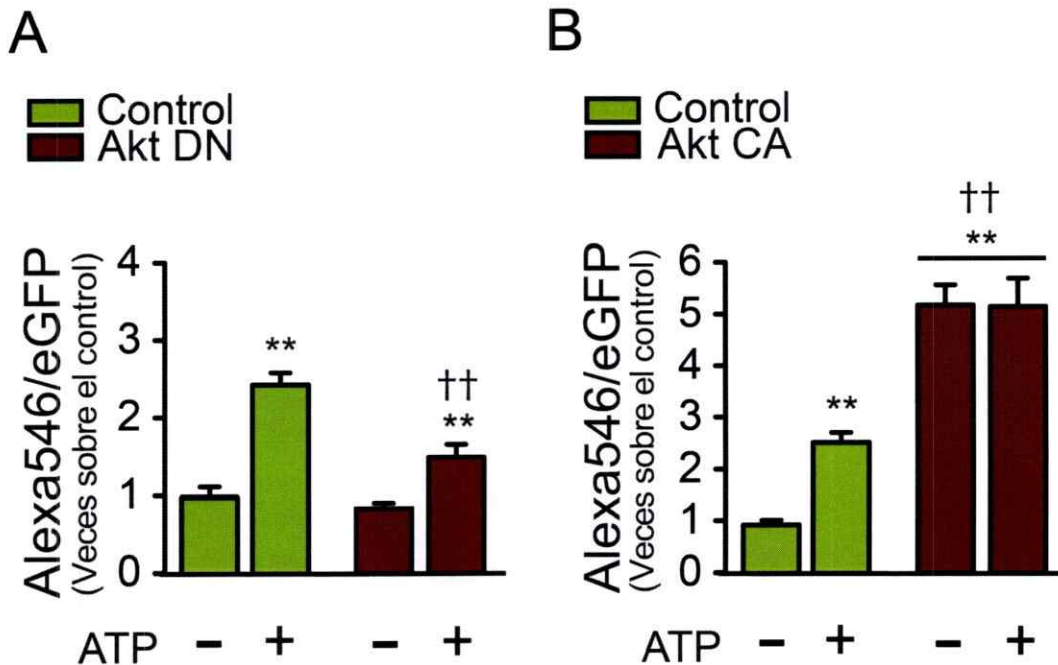 A
Control
Akt DN
Alexa546/eGFP
(Veces sobre el control)
4
3
2
1
0
**
††
**
ATP - + - +
B
Control
Akt CA
Alexa546/eGFP
(Veces sobre el control)
6
5
4
3
2
1
0
**
††
**
ATP - + - +